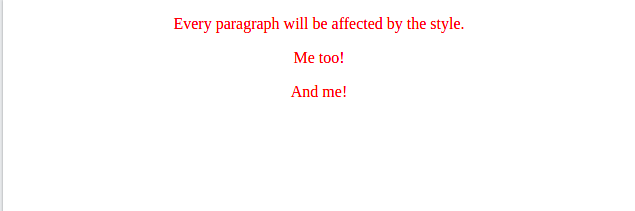 Every paragraph will be affected by the style.
Me too!
And me!